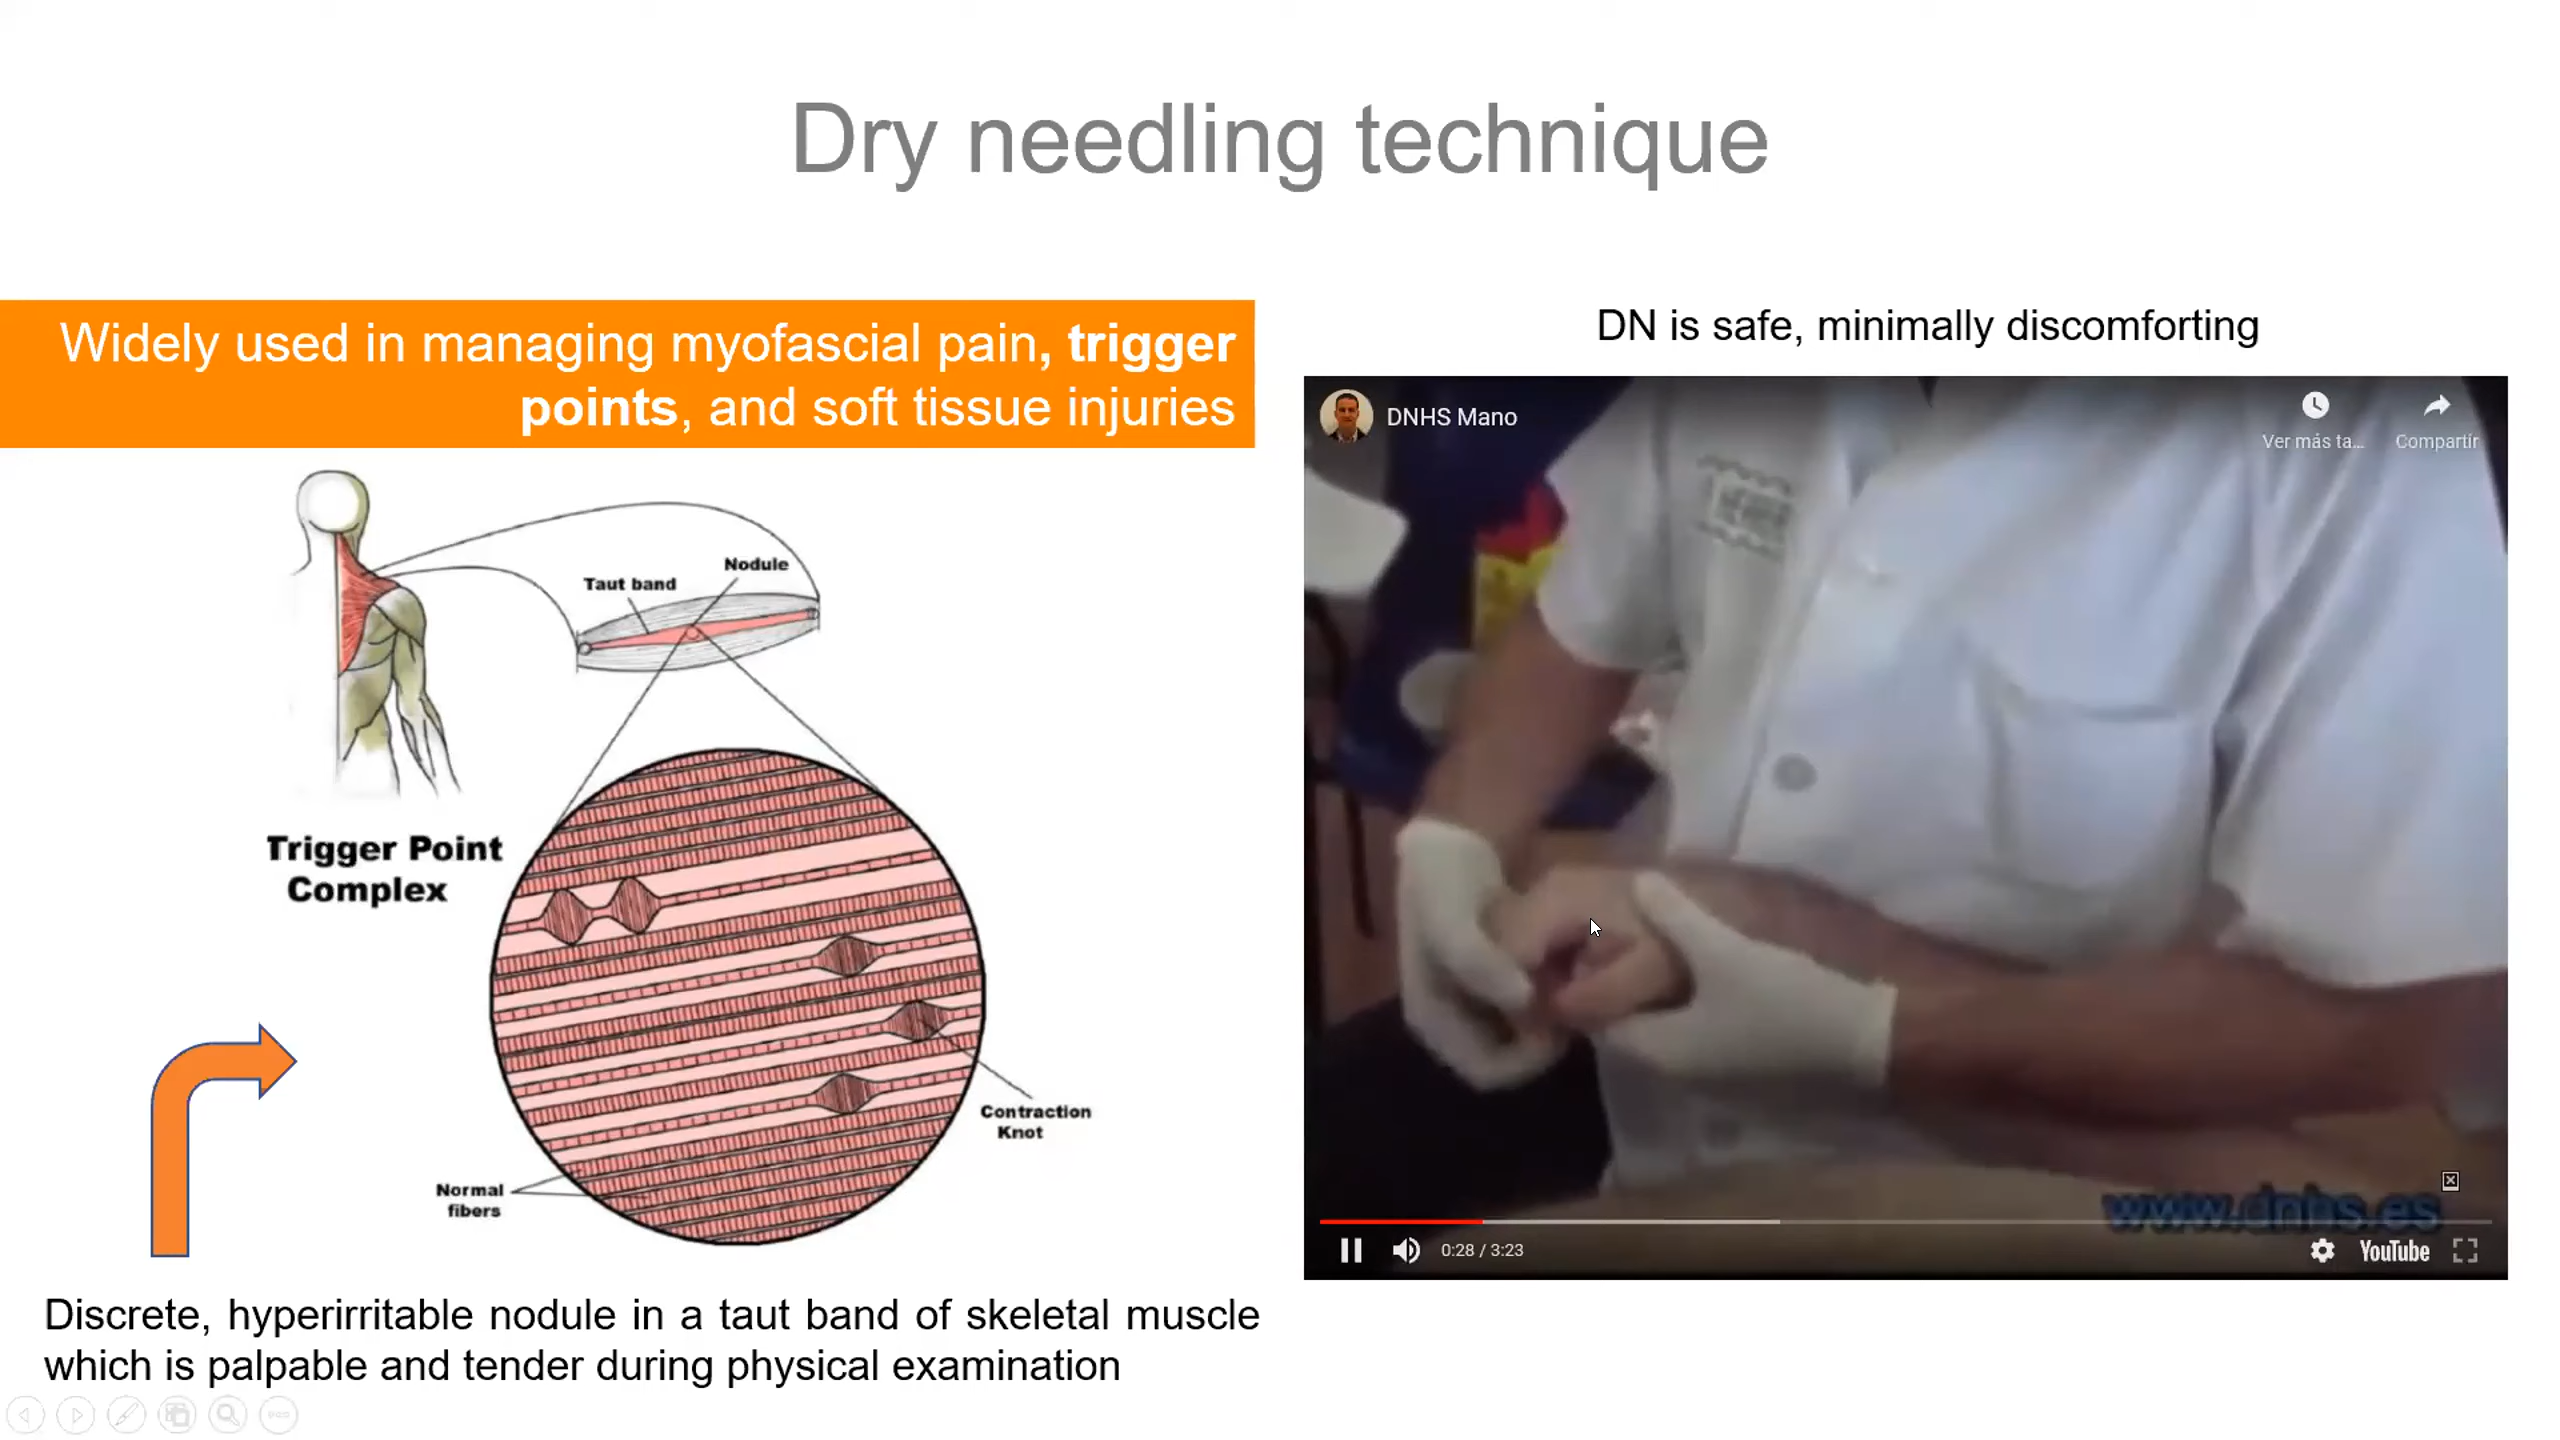 Dry needling technique
Widely used in managing myofascial pain, trigger
points, and soft tissue injuries
DN is safe, minimally discomforting
DNHS Mano
Ver más ta...
Compartir
Nodule
Taut band
Trigger Point
Complex
Contraction
Knot
Normal
fibers
www.dnhs.es
0:28 / 3:23
YouTube
Discrete, hyperirritable nodule in a taut band of skeletal muscle
which is palpable and tender during physical examination